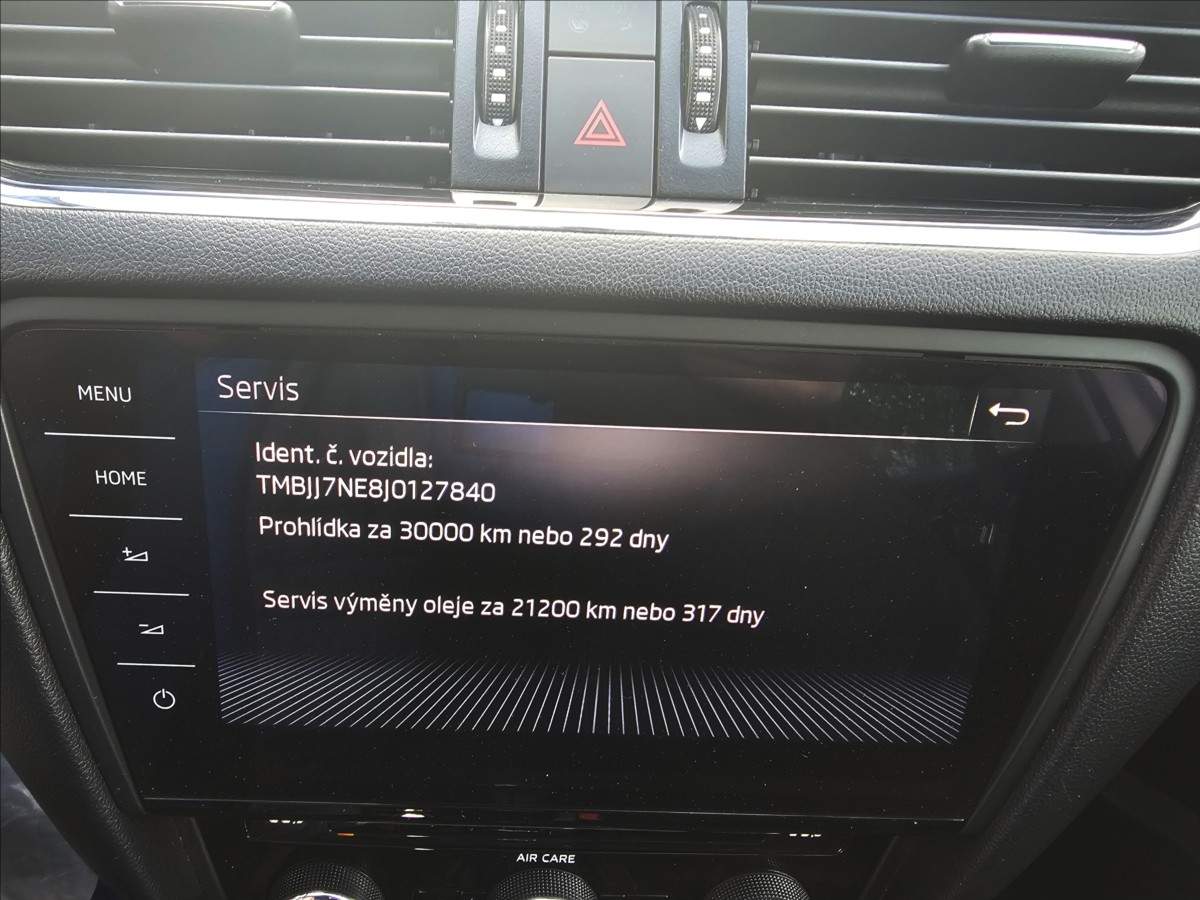 MENU
Servis
HOME
Ident. č. vozidla:
TMBJJ7NE8J0127840
Prohlídka za 30000 km nebo 292 dny
Servis výměny oleje za 21200 km nebo 317 dny
AIR CARE